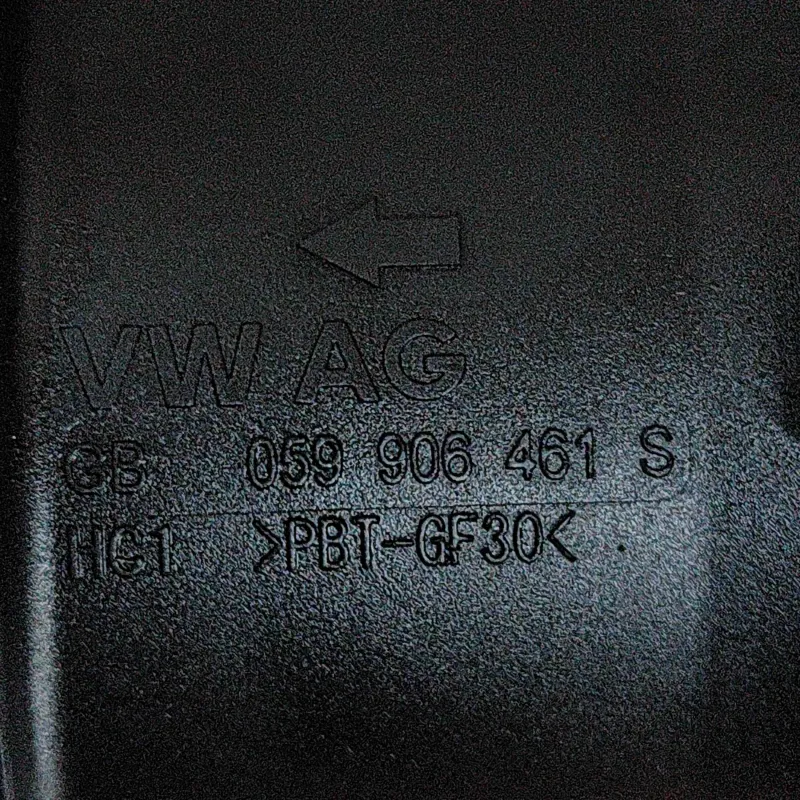 VW AG
GB 059 906 461 S
HC1 >PBT-GF30<